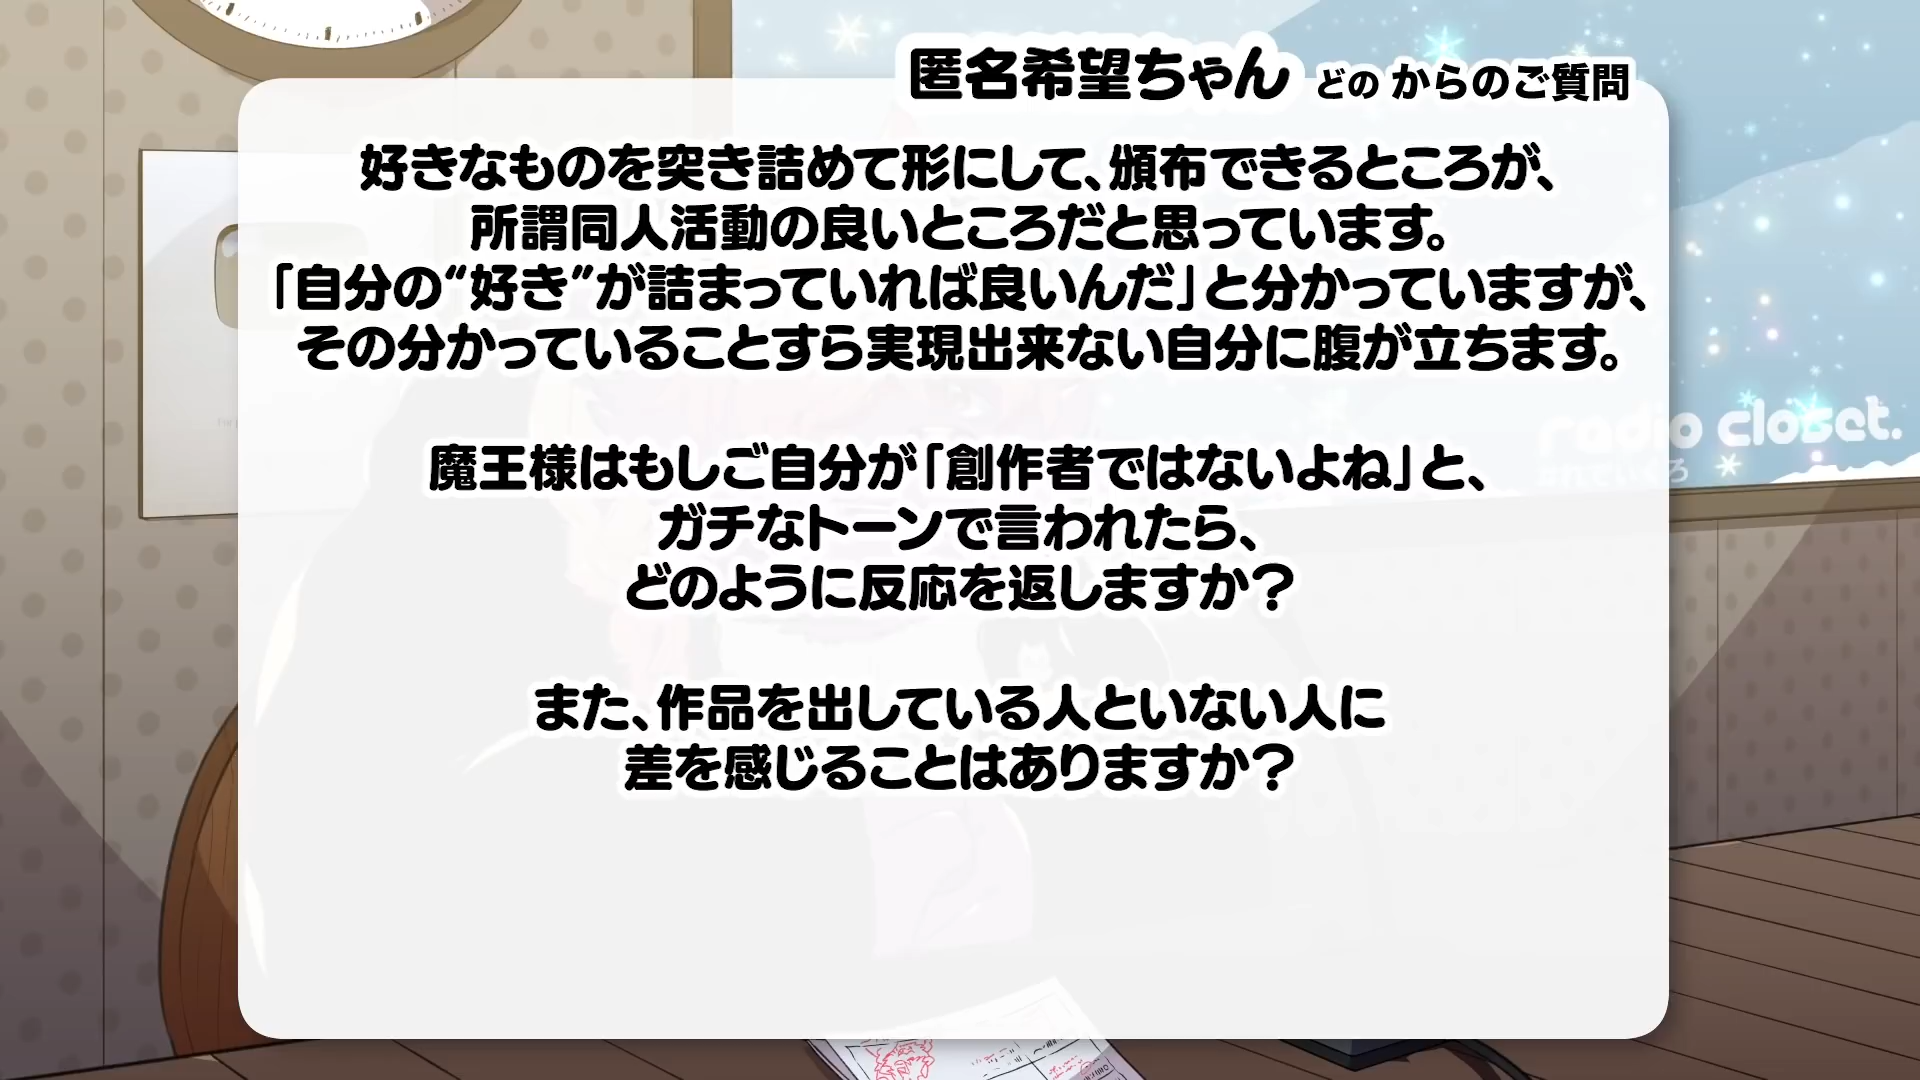 匿名希望ちゃん どの からのご質問
好きなものを突き詰めて形にして、頒布できるところが、
所謂同人活動の良いところだと思っています。
「自分の“好き”が詰まっていれば良いんだ」と分かっていますが、
その分かっていることすら実現出来ない自分に腹が立ちます。
魔王様はもしご自分が「創作者ではないよね」と、
ガチなトーンで言われたら、
どのように反応を返しますか？
また、作品を出している人といない人に
差を感じることはありますか？
radio closet.
#れでぃくろ